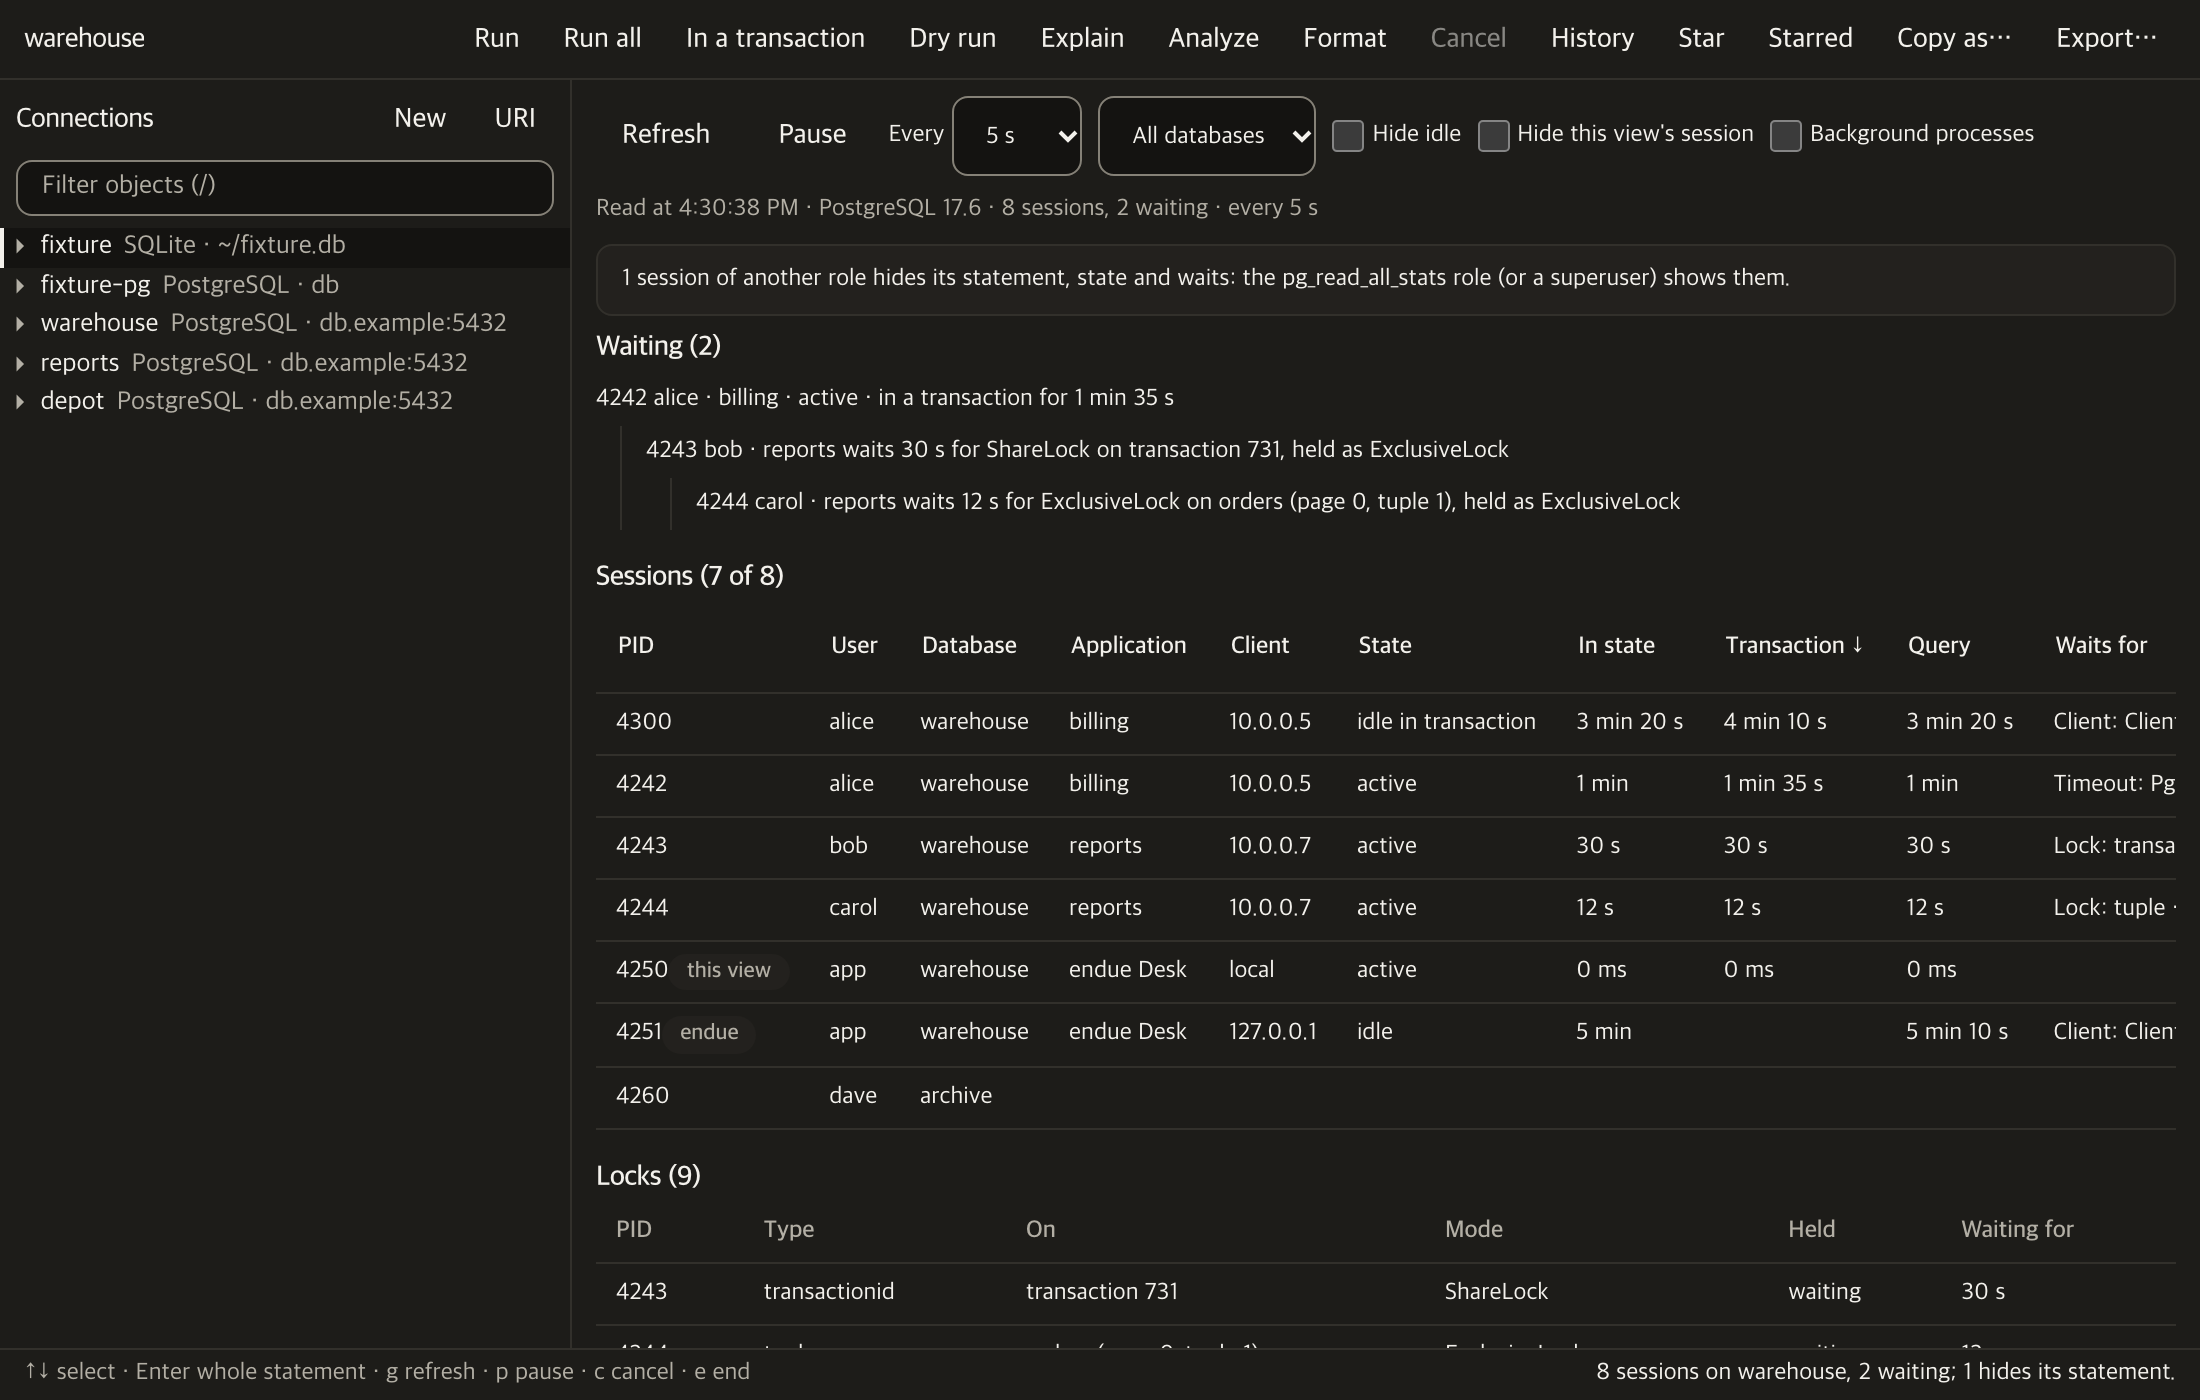 warehouse Run Run all In a transaction Dry run Explain Analyze Format Cancel History Star Starred Copy as… Export…
Connections New URI
Filter objects (/)
fixture SQLite · ~/fixture.db
fixture-pg PostgreSQL · db
warehouse PostgreSQL · db.example:5432
reports PostgreSQL · db.example:5432
depot PostgreSQL · db.example:5432
Refresh Pause Every 5 s All databases Hide idle Hide this view's session Background processes
Read at 4:30:38 PM · PostgreSQL 17.6 · 8 sessions, 2 waiting · every 5 s
1 session of another role hides its statement, state and waits: the pg_read_all_stats role (or a superuser) shows them.
Waiting (2)
4242 alice · billing · active · in a transaction for 1 min 35 s
4243 bob · reports waits 30 s for ShareLock on transaction 731, held as ExclusiveLock
4244 carol · reports waits 12 s for ExclusiveLock on orders (page 0, tuple 1), held as ExclusiveLock
Sessions (7 of 8)
PID User Database Application Client State In state Transaction ↓ Query Waits for
4300 alice warehouse billing 10.0.0.5 idle in transaction 3 min 20 s 4 min 10 s 3 min 20 s Client: Clien
4242 alice warehouse billing 10.0.0.5 active 1 min 1 min 35 s 1 min Timeout: Pg
4243 bob warehouse reports 10.0.0.7 active 30 s 30 s 30 s Lock: transa
4244 carol warehouse reports 10.0.0.7 active 12 s 12 s 12 s Lock: tuple ·
4250 this view app warehouse endue Desk local active 0 ms 0 ms 0 ms
4251 endue app warehouse endue Desk 127.0.0.1 idle 5 min 5 min 10 s Client: Clien
4260 dave archive
Locks (9)
PID Type On Mode Held Waiting for
4243 transactionid transaction 731 ShareLock waiting 30 s
↑↓ select · Enter whole statement · g refresh · p pause · c cancel · e end
8 sessions on warehouse, 2 waiting; 1 hides its statement.